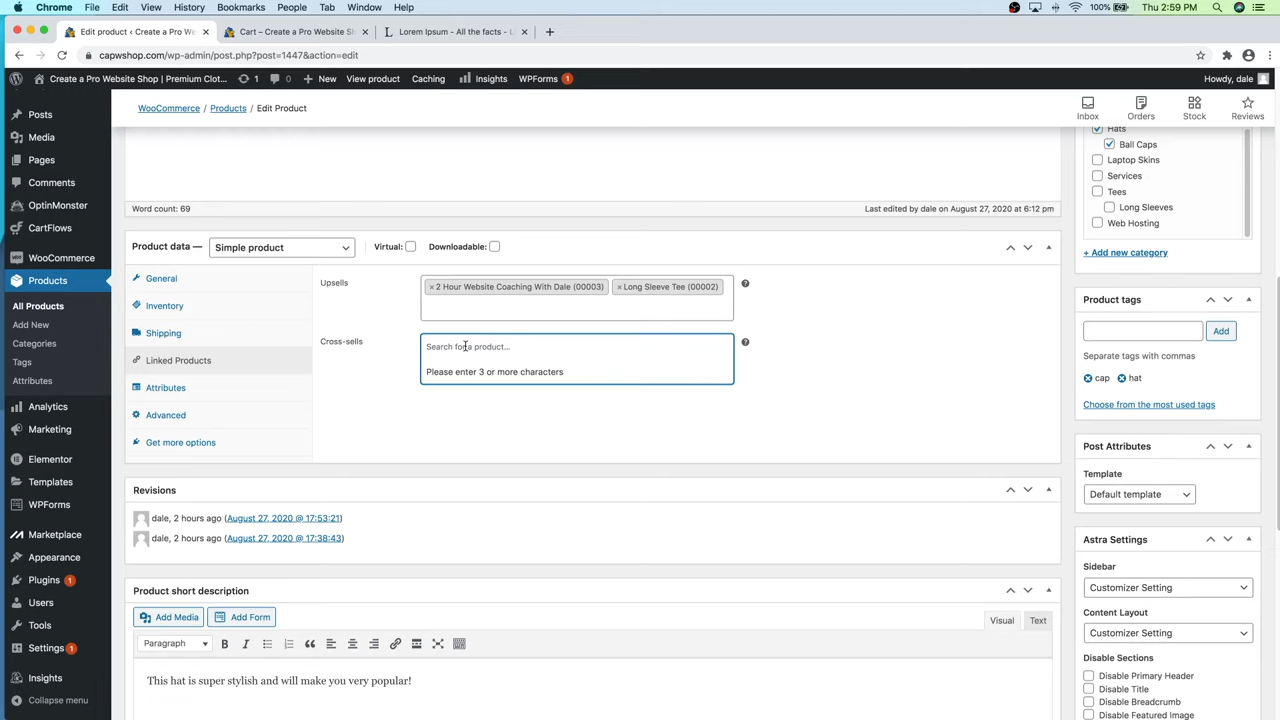 Chrome File Edit View History Bookmarks People Tab Window Help 100% Thu 2:59 PM
Edit product ‹ Create a Pro We × Cart – Create a Pro Website Sh × Lorem Ipsum - All the facts - L × +
capwshop.com/wp-admin/post.php?post=1447&action=edit
Create a Pro Website Shop | Premium Clot... 1 0 + New View product Caching Insights WPForms 1 Howdy, dale
WooCommerce / Products / Edit Product
Inbox Orders Stock Reviews
Posts
Media
Pages
Comments
OptinMonster
CartFlows
WooCommerce
Products
All Products
Add New
Categories
Tags
Attributes
Analytics
Marketing
Elementor
Templates
WPForms
Marketplace
Appearance
Plugins 1
Users
Tools
Settings 1
Insights
Collapse menu
Word count: 69 Last edited by dale on August 27, 2020 at 6:12 pm
Product data — Simple product Virtual: Downloadable:
General
Inventory
Shipping
Linked Products
Attributes
Advanced
Get more options
Upsells × 2 Hour Website Coaching With Dale (00003) × Long Sleeve Tee (00002)
Cross-sells Search for a product...
Please enter 3 or more characters
Revisions
dale, 2 hours ago (August 27, 2020 @ 17:53:21)
dale, 2 hours ago (August 27, 2020 @ 17:38:43)
Product short description
Add Media Add Form Visual Text
Paragraph B I
This hat is super stylish and will make you very popular!
Hats
Ball Caps
Laptop Skins
Services
Tees
Long Sleeves
Web Hosting
+ Add new category
Product tags
Add
Separate tags with commas
cap hat
Choose from the most used tags
Post Attributes
Template
Default template
Astra Settings
Sidebar
Customizer Setting
Content Layout
Customizer Setting
Disable Sections
Disable Primary Header
Disable Title
Disable Breadcrumb
Disable Featured Image